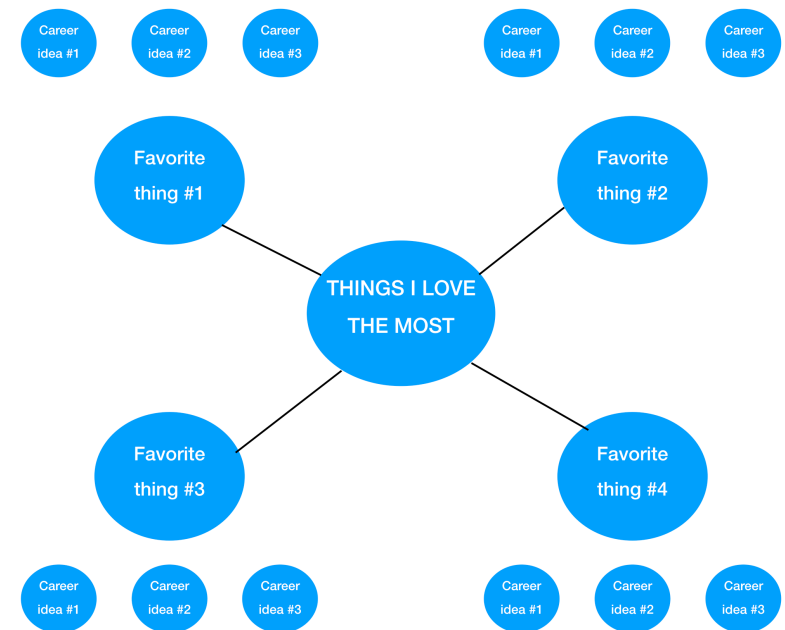 Career
idea #1
Career
idea #2
Career
idea #3
Career
idea #1
Career
idea #2
Career
idea #3
Favorite
thing #1
Favorite
thing #2
THINGS I LOVE
THE MOST
Favorite
thing #3
Favorite
thing #4
Career
idea #1
Career
idea #2
Career
idea #3
Career
idea #1
Career
idea #2
Career
idea #3